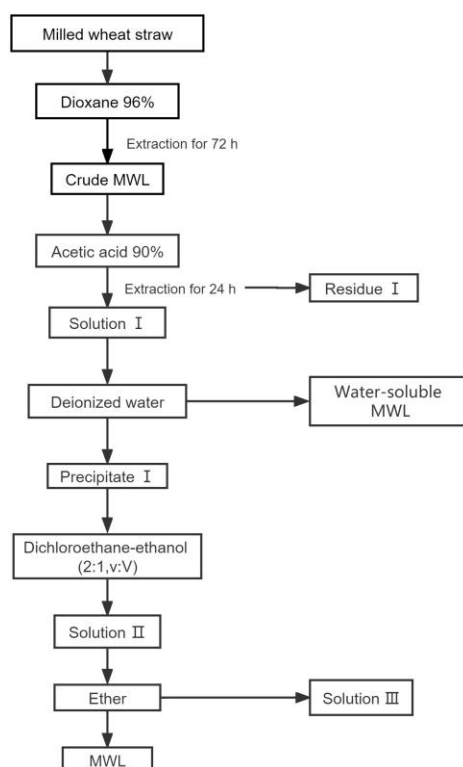 Milled wheat straw
Dioxane 96%
Extraction for 72 h
Crude MWL
Acetic acid 90%
Extraction for 24 h
Residue Ⅰ
Solution Ⅰ
Deionized water
Water-soluble
MWL
Precipitate Ⅰ
Dichloroethane-ethanol
(2:1,v:V)
Solution Ⅱ
Ether
Solution Ⅲ
MWL